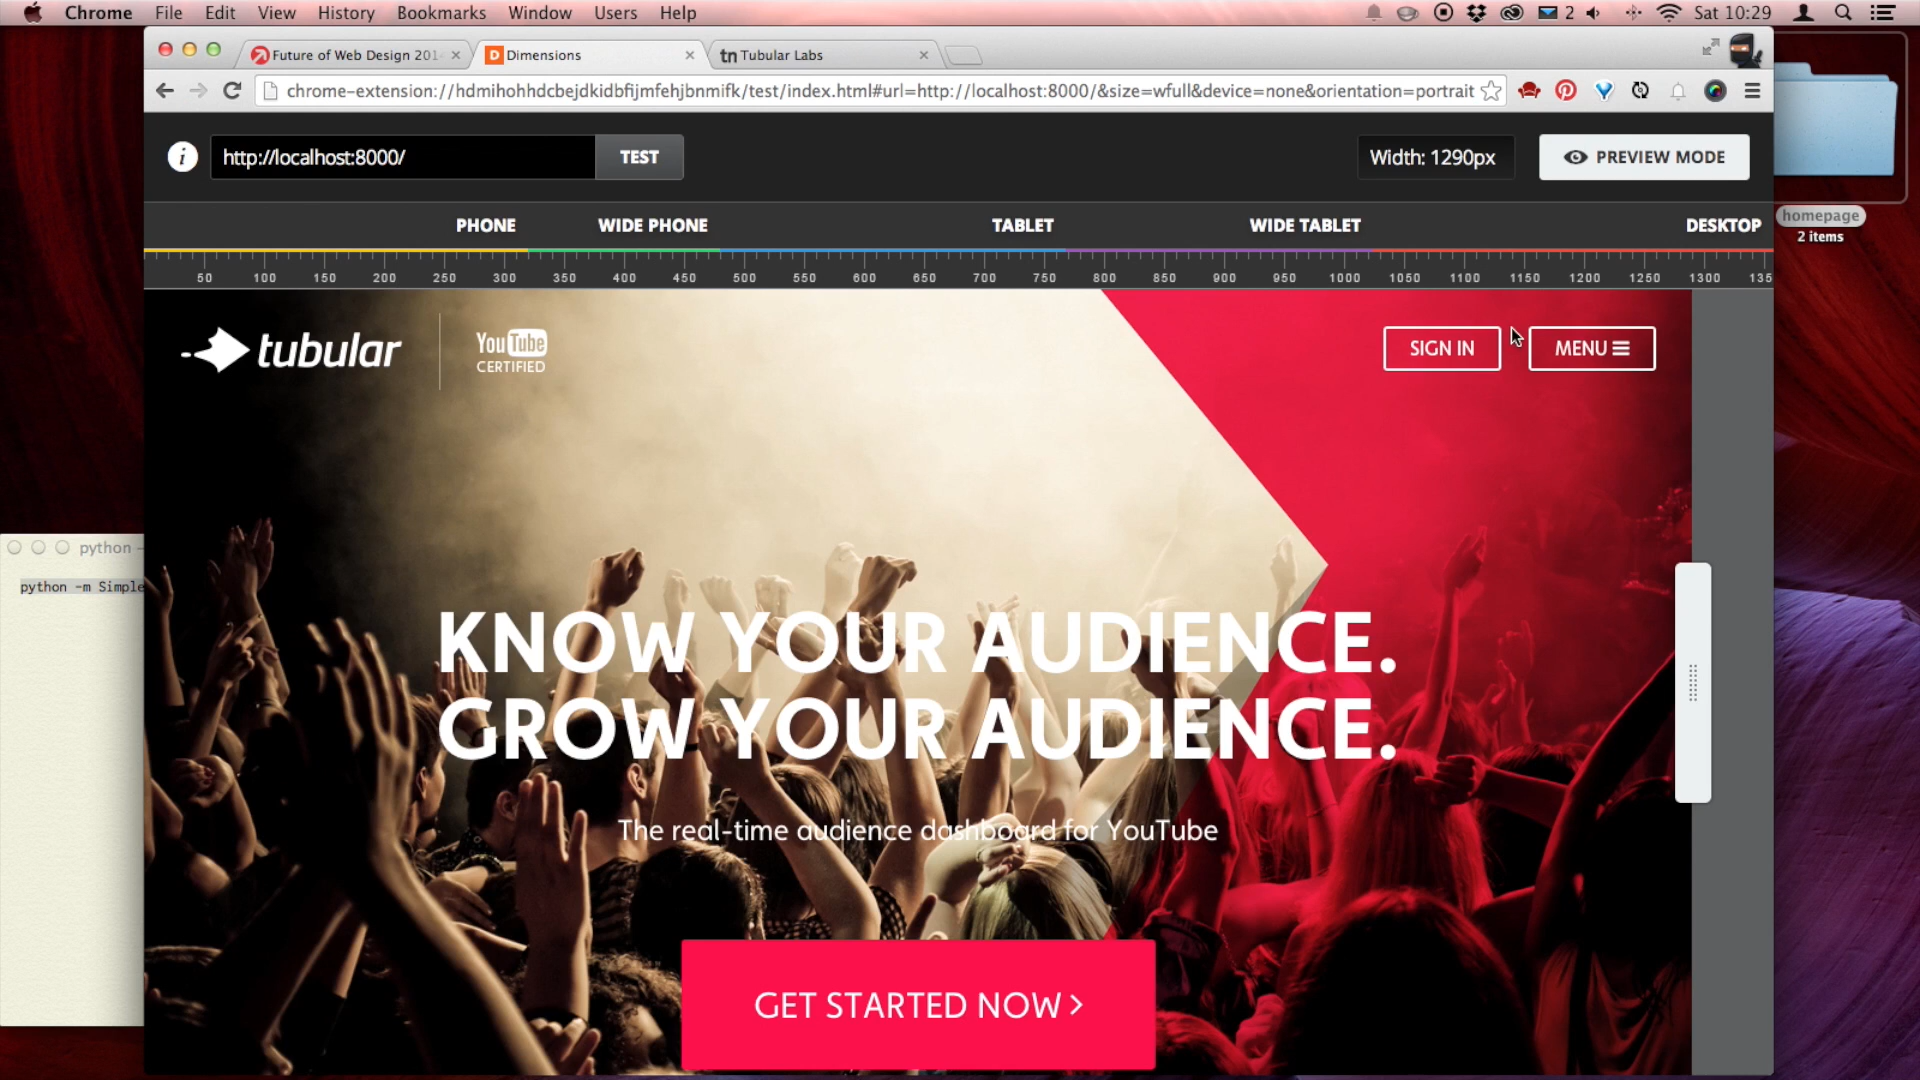 Chrome File Edit View History Bookmarks Window Users Help
2 Sat 10:29
Future of Web Design 201
Dimensions
tn Tubular Labs
chrome-extension://hdmihohhdcbejdkidbfijmfehjbnmifk/test/index.html#url=http://localhost:8000/&size=wfull&device=none&orientation=portrait
i http://localhost:8000/ TEST
Width: 1290px
PREVIEW MODE
homepage
2 items
PHONE WIDE PHONE TABLET WIDE TABLET DESKTOP
50 100 150 200 250 300 350 400 450 500 550 600 650 700 750 800 850 900 950 1000 1050 1100 1150 1200 1250 1300 135
tubular
YouTube
CERTIFIED
SIGN IN
MENU
python -
python -m Simple
KNOW YOUR AUDIENCE.
GROW YOUR AUDIENCE.
The real-time audience dashboard for YouTube
GET STARTED NOW >